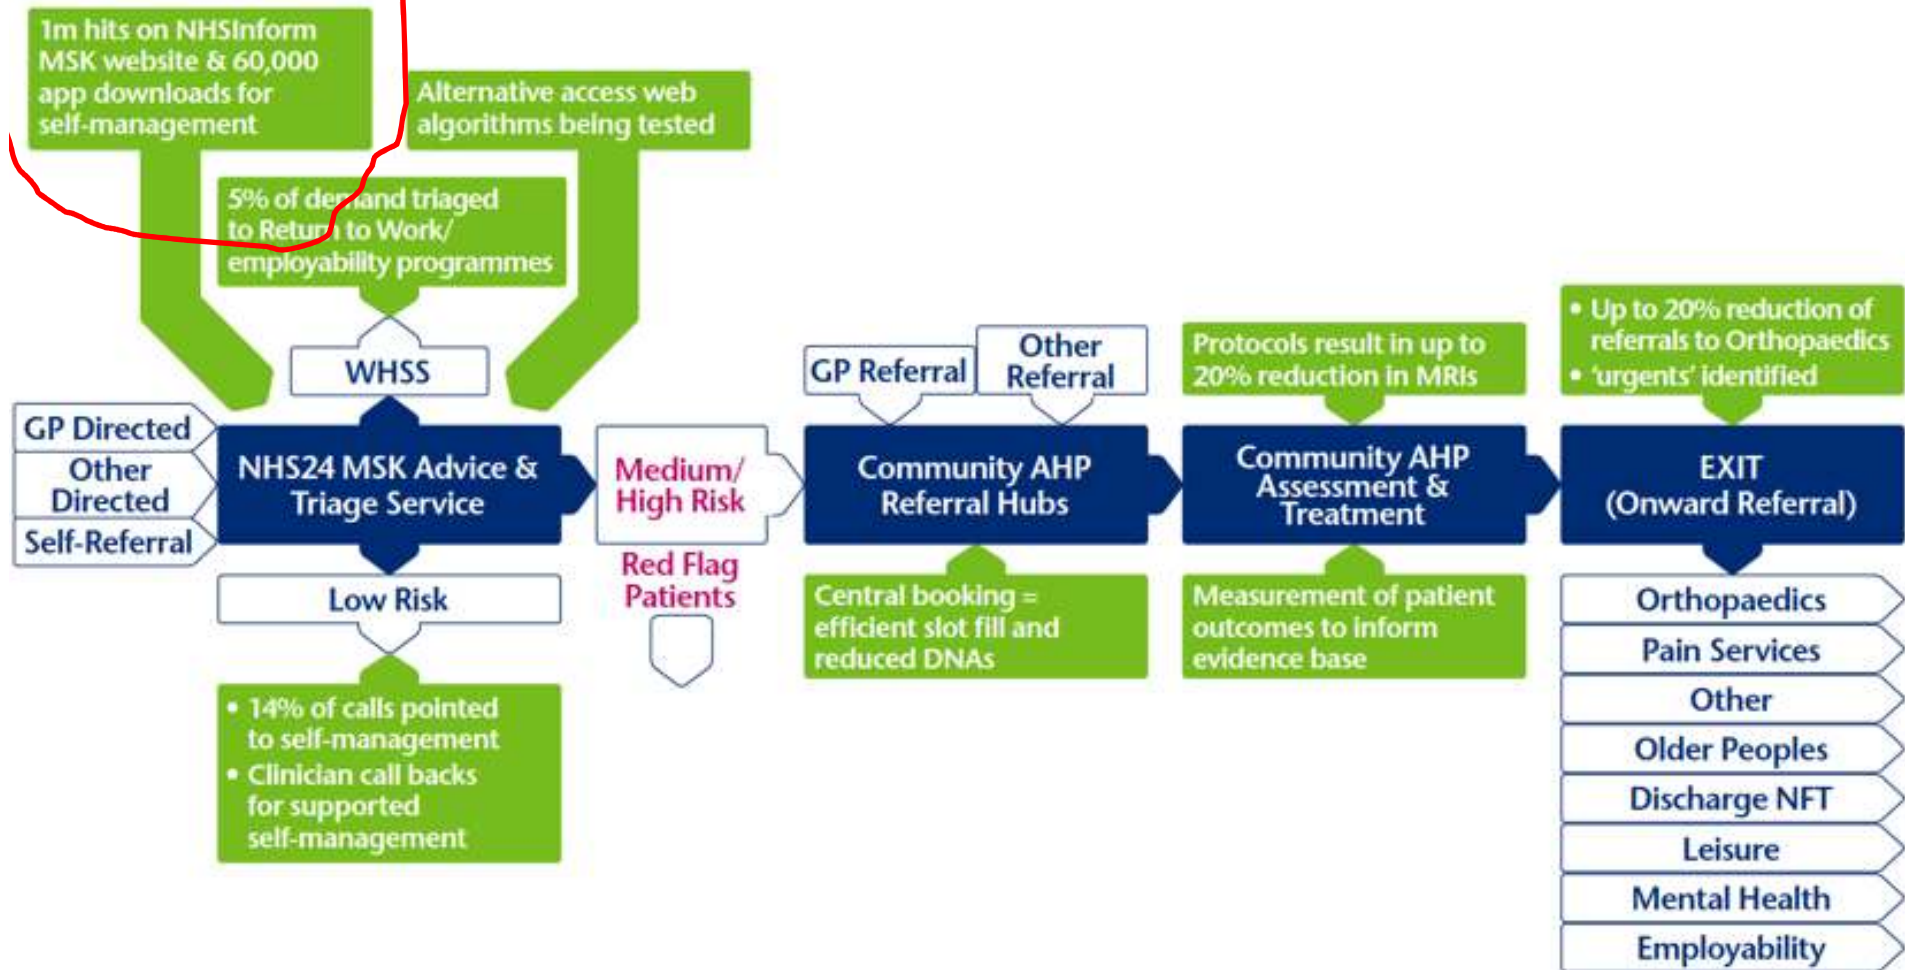 1m hits on NHSInform
MSK website & 60,000
app downloads for
self-management
Alternative access web
algorithms being tested
5% of demand triaged
to Return to Work/
employability programmes
WHSS
GP Directed
Other
Directed
Self-Referral
NHS24 MSK Advice &
Triage Service
Low Risk
• 14% of calls pointed
to self-management
• Clinician call backs
for supported
self-management
Medium/
High Risk
Red Flag
Patients
GP Referral
Other
Referral
Community AHP
Referral Hubs
Central booking =
efficient slot fill and
reduced DNAs
Protocols result in up to
20% reduction in MRIs
Community AHP
Assessment &
Treatment
Measurement of patient
outcomes to inform
evidence base
• Up to 20% reduction of
referrals to Orthopaedics
• ‘urgents’ identified
EXIT
(Onward Referral)
Orthopaedics
Pain Services
Other
Older Peoples
Discharge NFT
Leisure
Mental Health
Employability